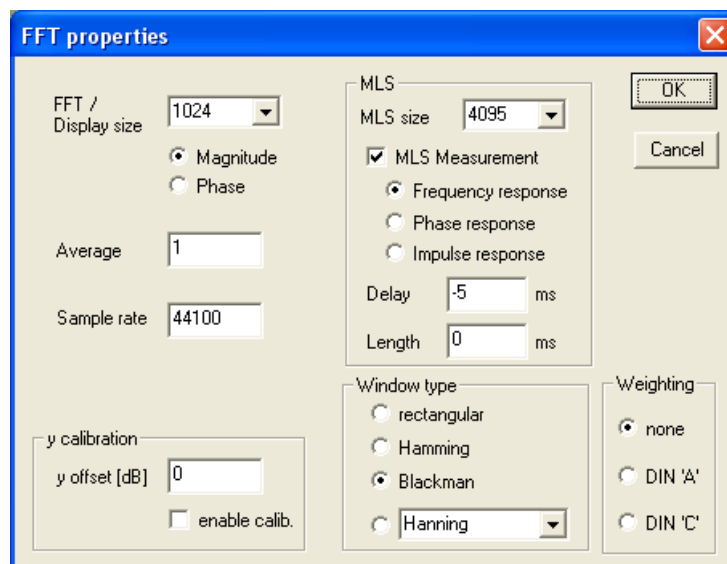 FFT properties
FFT /
Display size
1024
Magnitude
Phase
Average
1
Sample rate
44100
y calibration
y offset [dB]
0
enable calib.
MLS
MLS size
4095
MLS Measurement
Frequency response
Phase response
Impulse response
Delay
-5
ms
Length
0
ms
Window type
rectangular
Hamming
Blackman
Hanning
Weighting
none
DIN 'A'
DIN 'C'
OK
Cancel